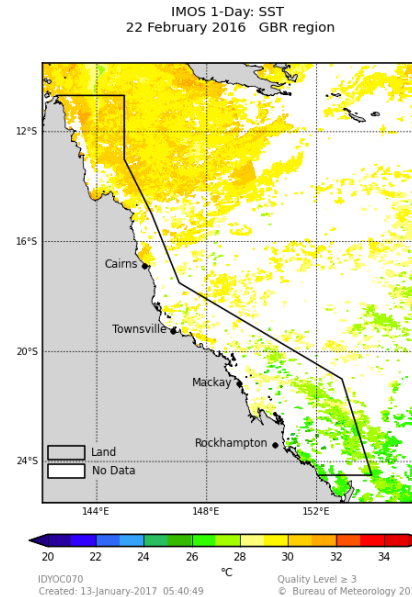 IMOS 1-Day: SST
22 February 2016 GBR region
12°S
16°S
Cairns
Townsville
20°S
Mackay
Rockhampton
Land
24°S
No Data
144°E
148°E
152°E
20 22 24 26 28 30 32 34
°C
IDYOC070
Quality Level ≥ 3
Created: 13-January-2017 05:40:49
© Bureau of Meteorology